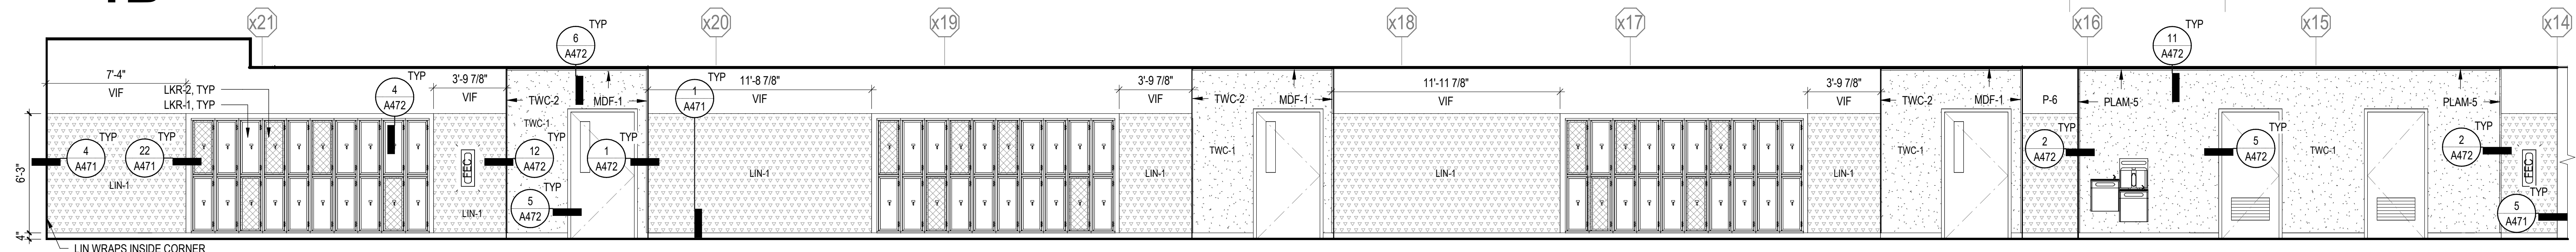 x21
x20
x19
x18
x17
x16
x15
x14
TYP
6
A472
TYP
11
A472
7'-4"
VIF
LKR-2, TYP
LKR-1, TYP
TYP
4
A472
3'-9 7/8"
VIF
TWC-2
MDF-1
TYP
1
A471
11'-8 7/8"
VIF
3'-9 7/8"
VIF
TWC-2
MDF-1
11'-11 7/8"
VIF
3'-9 7/8"
VIF
TWC-2
MDF-1
P-6
PLAM-5
PLAM-5
6'-3"
TYP
4
A471
TYP
22
A471
LIN-1
FEC
LIN-1
TWC-1
TYP
12
A472
TYP
1
A472
TYP
5
A472
LIN-1
LIN-1
TWC-1
LIN-1
LIN-1
TWC-1
TYP
2
A472
TYP
5
A472
TWC-1
TYP
2
A472
FEC
TYP
5
A471
4"
LIN WRAPS INSIDE CORNER